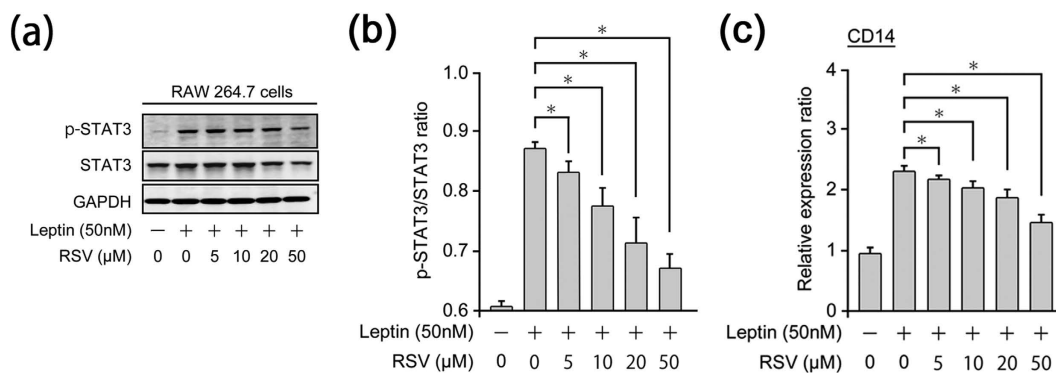 (a)
RAW 264.7 cells
p-STAT3
STAT3
GAPDH
Leptin (50nM) — + + + + +
RSV (μM) 0 0 5 10 20 50
(b)
p-STAT3/STAT3 ratio
1.0
0.9
0.8
0.7
0.6
*
*
*
*
Leptin (50nM) — + + + + +
RSV (μM) 0 0 5 10 20 50
(c)
CD14
Relative expression ratio
4
3
2
1
0
*
*
*
*
Leptin (50nM) — + + + + +
RSV (μM) 0 0 5 10 20 50